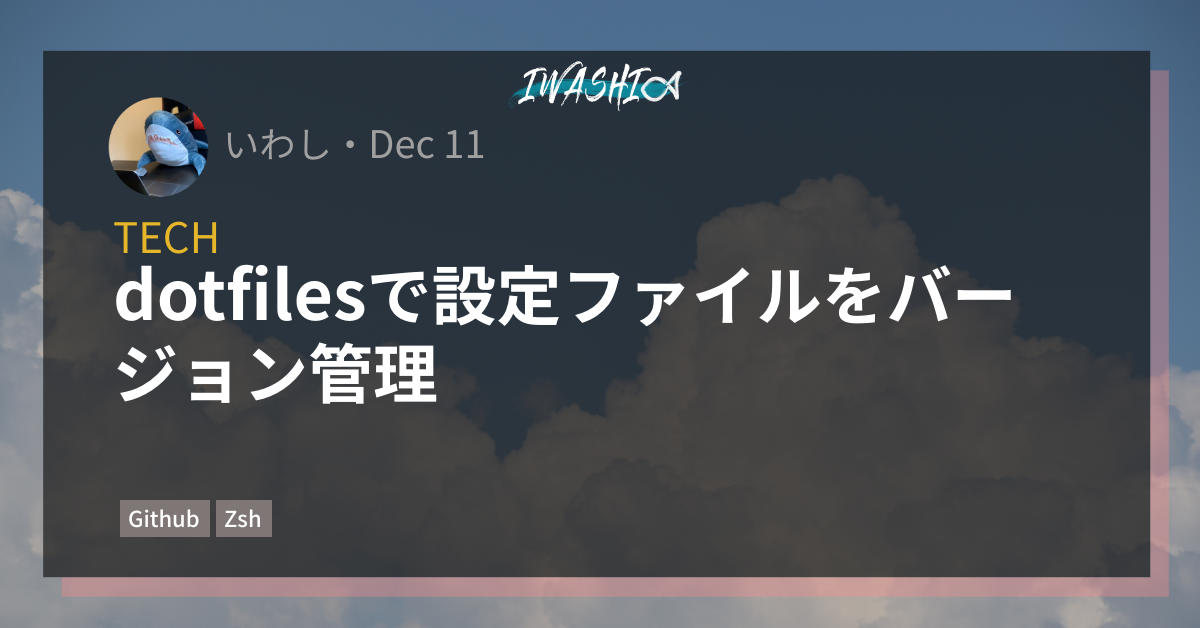 IWASHI
いわし・Dec 11
TECH
dotfilesで設定ファイルをバー
ジョン管理
Github Zsh